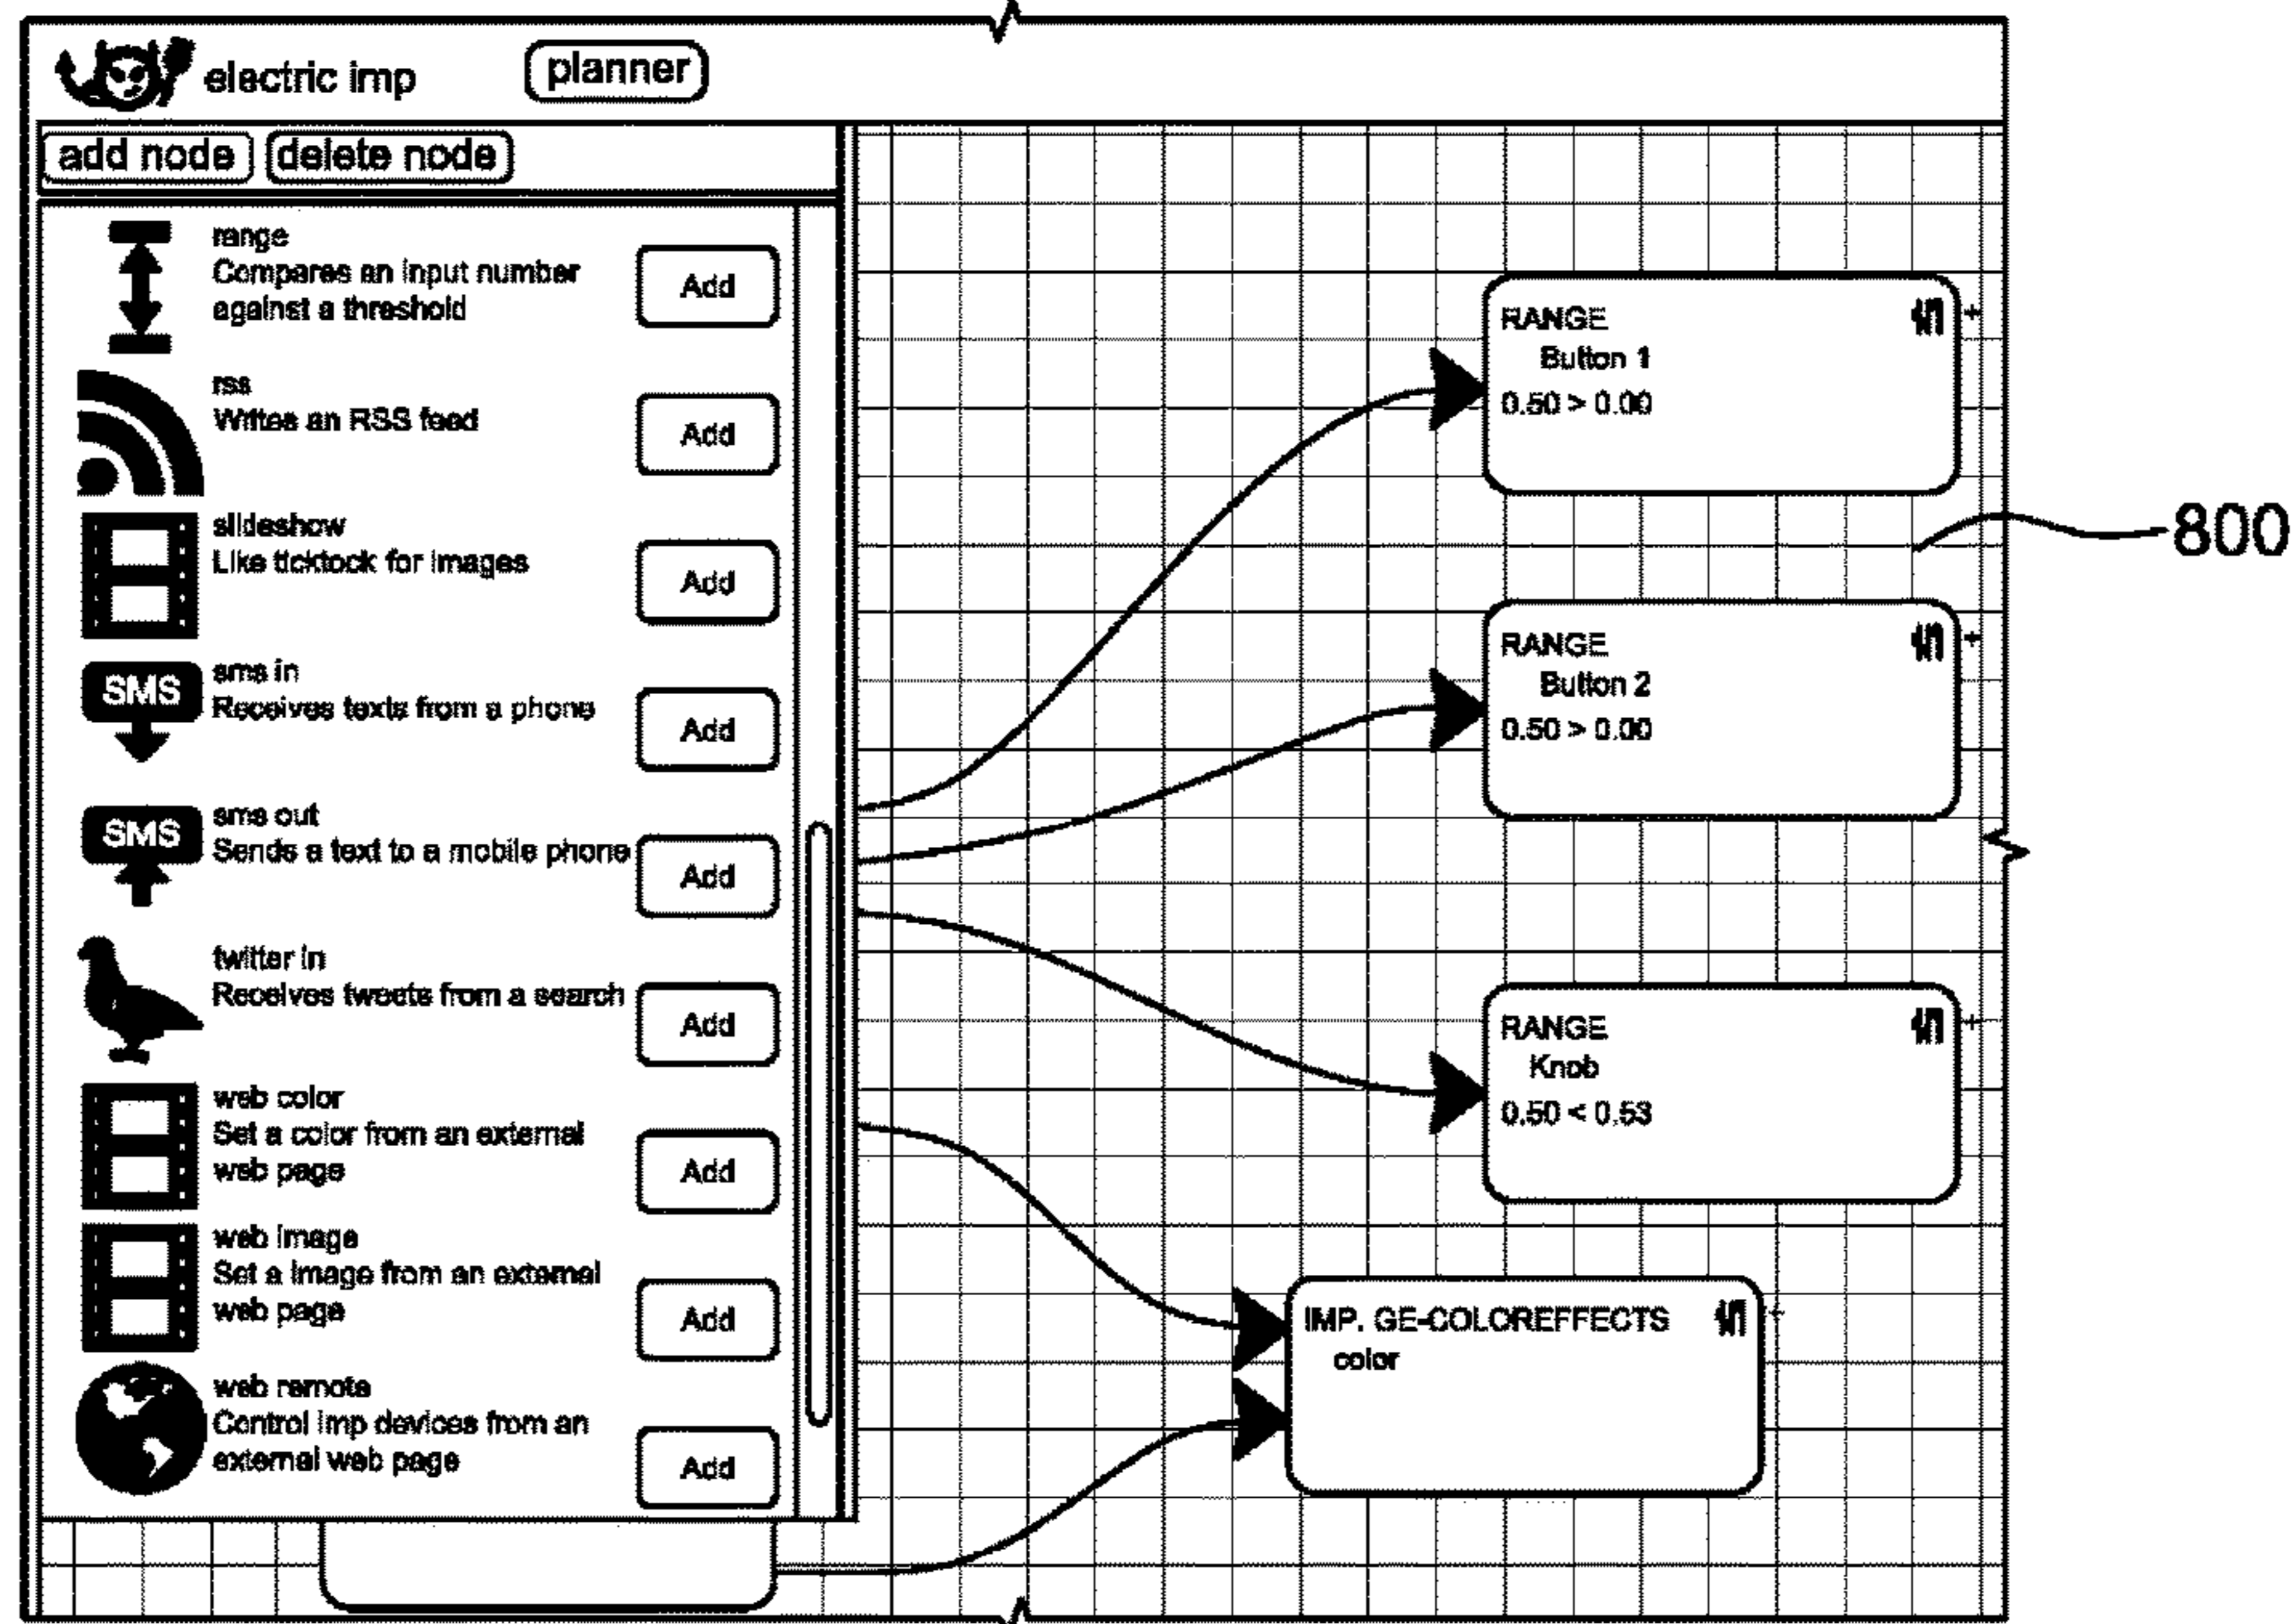 electric imp
planner
add node
delete node
range
Compares an input number
against a threshold
Add
rss
Writes an RSS feed
Add
slideshow
Like ticktock for images
Add
SMS
sms in
Receives texts from a phone
Add
SMS
sms out
Sends a text to a mobile phone
Add
twitter in
Receives tweets from a search
Add
web color
Set a color from an external
web page
Add
web image
Set a image from an external
web page
Add
web remote
Control imp devices from an
external web page
Add
RANGE
Button 1
0.50 > 0.00
800
RANGE
Button 2
0.50 > 0.00
RANGE
Knob
0.50 < 0.53
IMP. GE-COLOREFFECTS
color